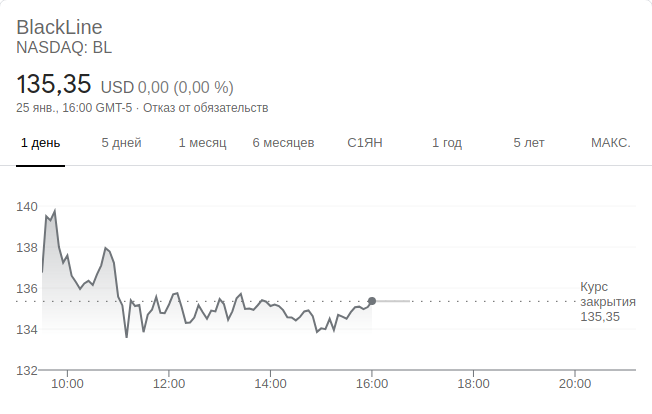 BlackLine
NASDAQ: BL
135,35 USD 0,00 (0,00 %)
25 янв., 16:00 GMT-5 · Отказ от обязательств
1 день 5 дней 1 месяц 6 месяцев С1ЯН 1 год 5 лет МАКС.
140
138
136
134
132
Курс
закрытия
135,35
10:00 12:00 14:00 16:00 18:00 20:00